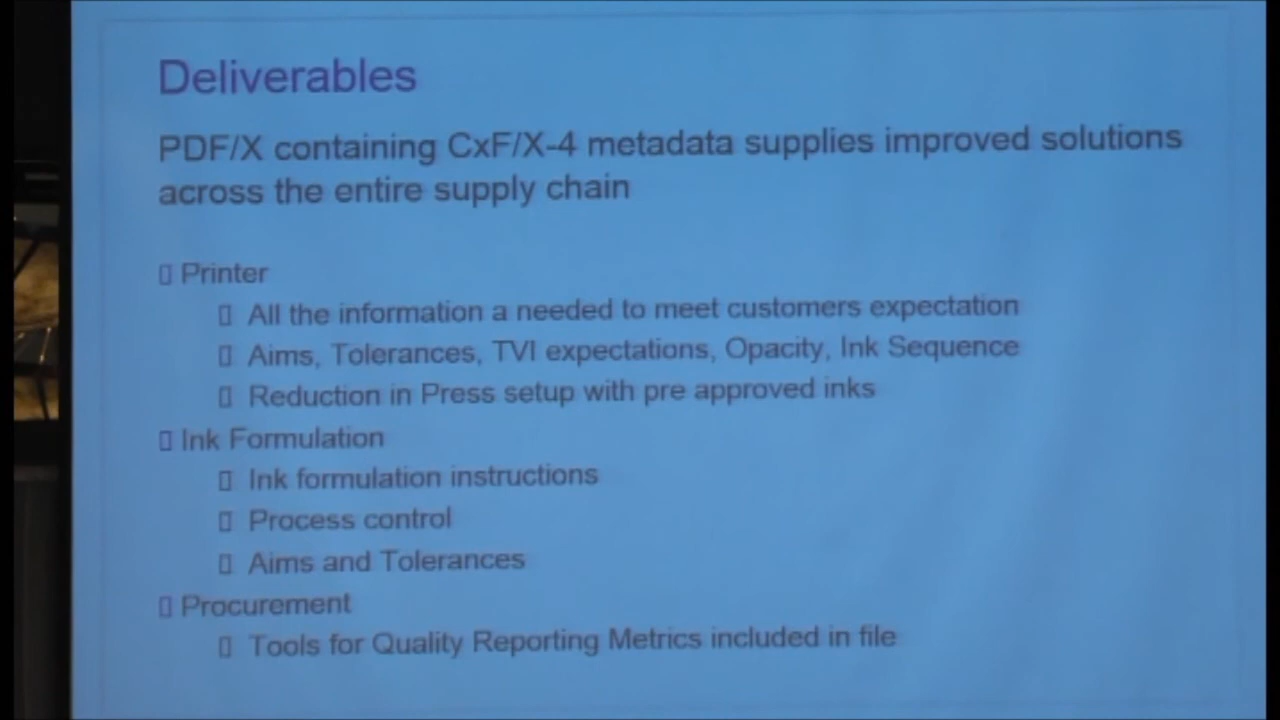 Deliverables
PDF/X containing CxF/X-4 metadata supplies improved solutions
across the entire supply chain
Printer
All the information a needed to meet customers expectation
Aims, Tolerances, TVI expectations, Opacity, Ink Sequence
Reduction in Press setup with pre approved inks
Ink Formulation
Ink formulation instructions
Process control
Aims and Tolerances
Procurement
Tools for Quality Reporting Metrics included in file